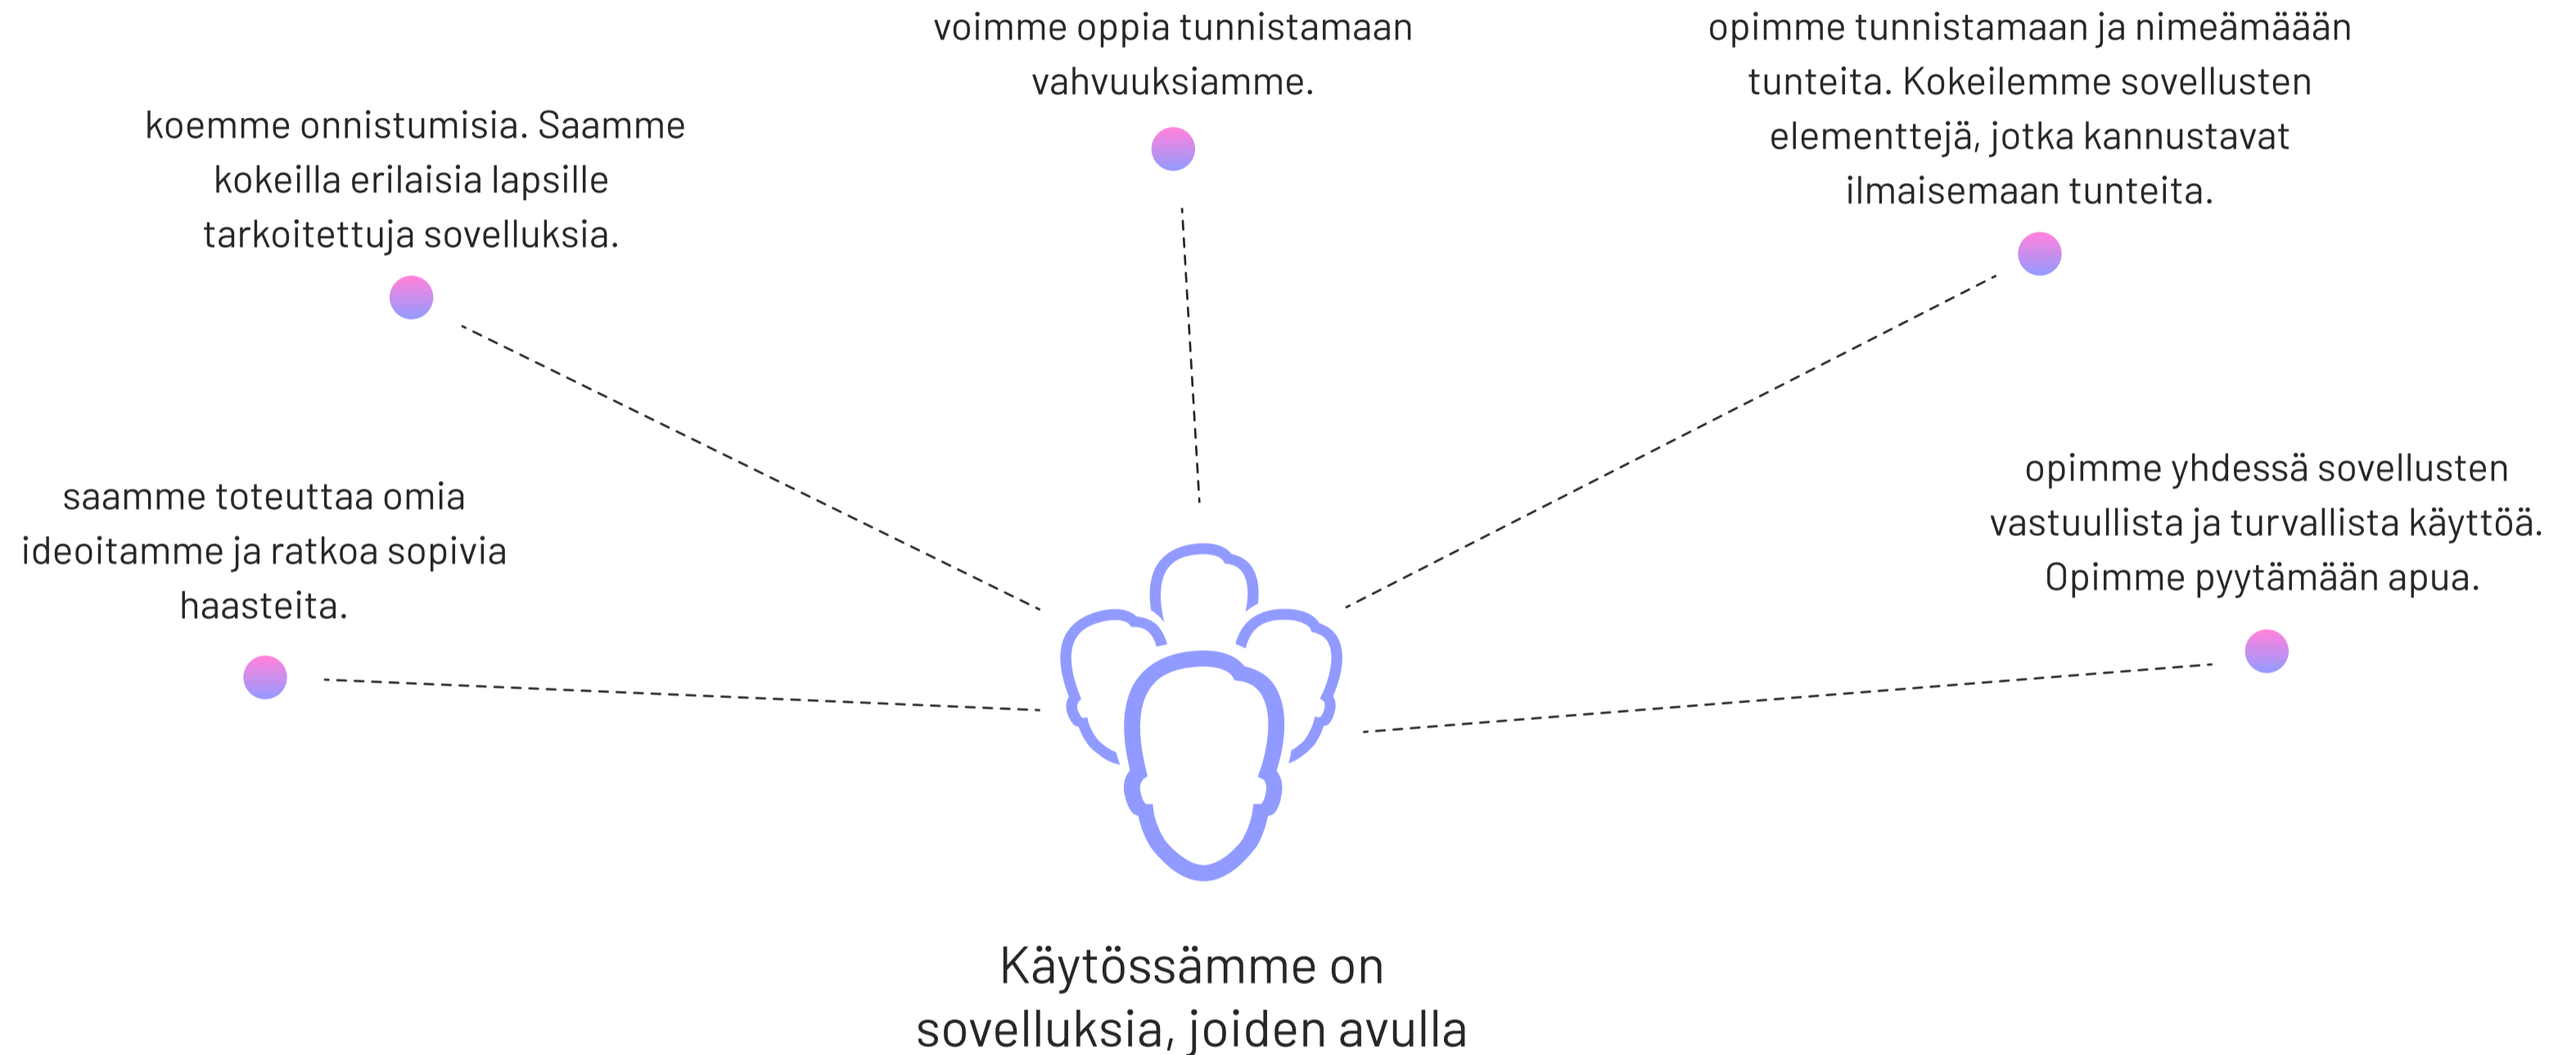 voimme oppia tunnistamaan
vahvuuksiamme.
opimme tunnistamaan ja nimeämäään
tunteita. Kokeilemme sovellusten
elementtejä, jotka kannustavat
ilmaisemaan tunteita.
koemme onnistumisia. Saamme
kokeilla erilaisia lapsille
tarkoitettuja sovelluksia.
saamme toteuttaa omia
ideoitamme ja ratkoa sopivia
haasteita.
opimme yhdessä sovellusten
vastuullista ja turvallista käyttöä.
Opimme pyytämään apua.
Käytössämme on
sovelluksia, joiden avulla